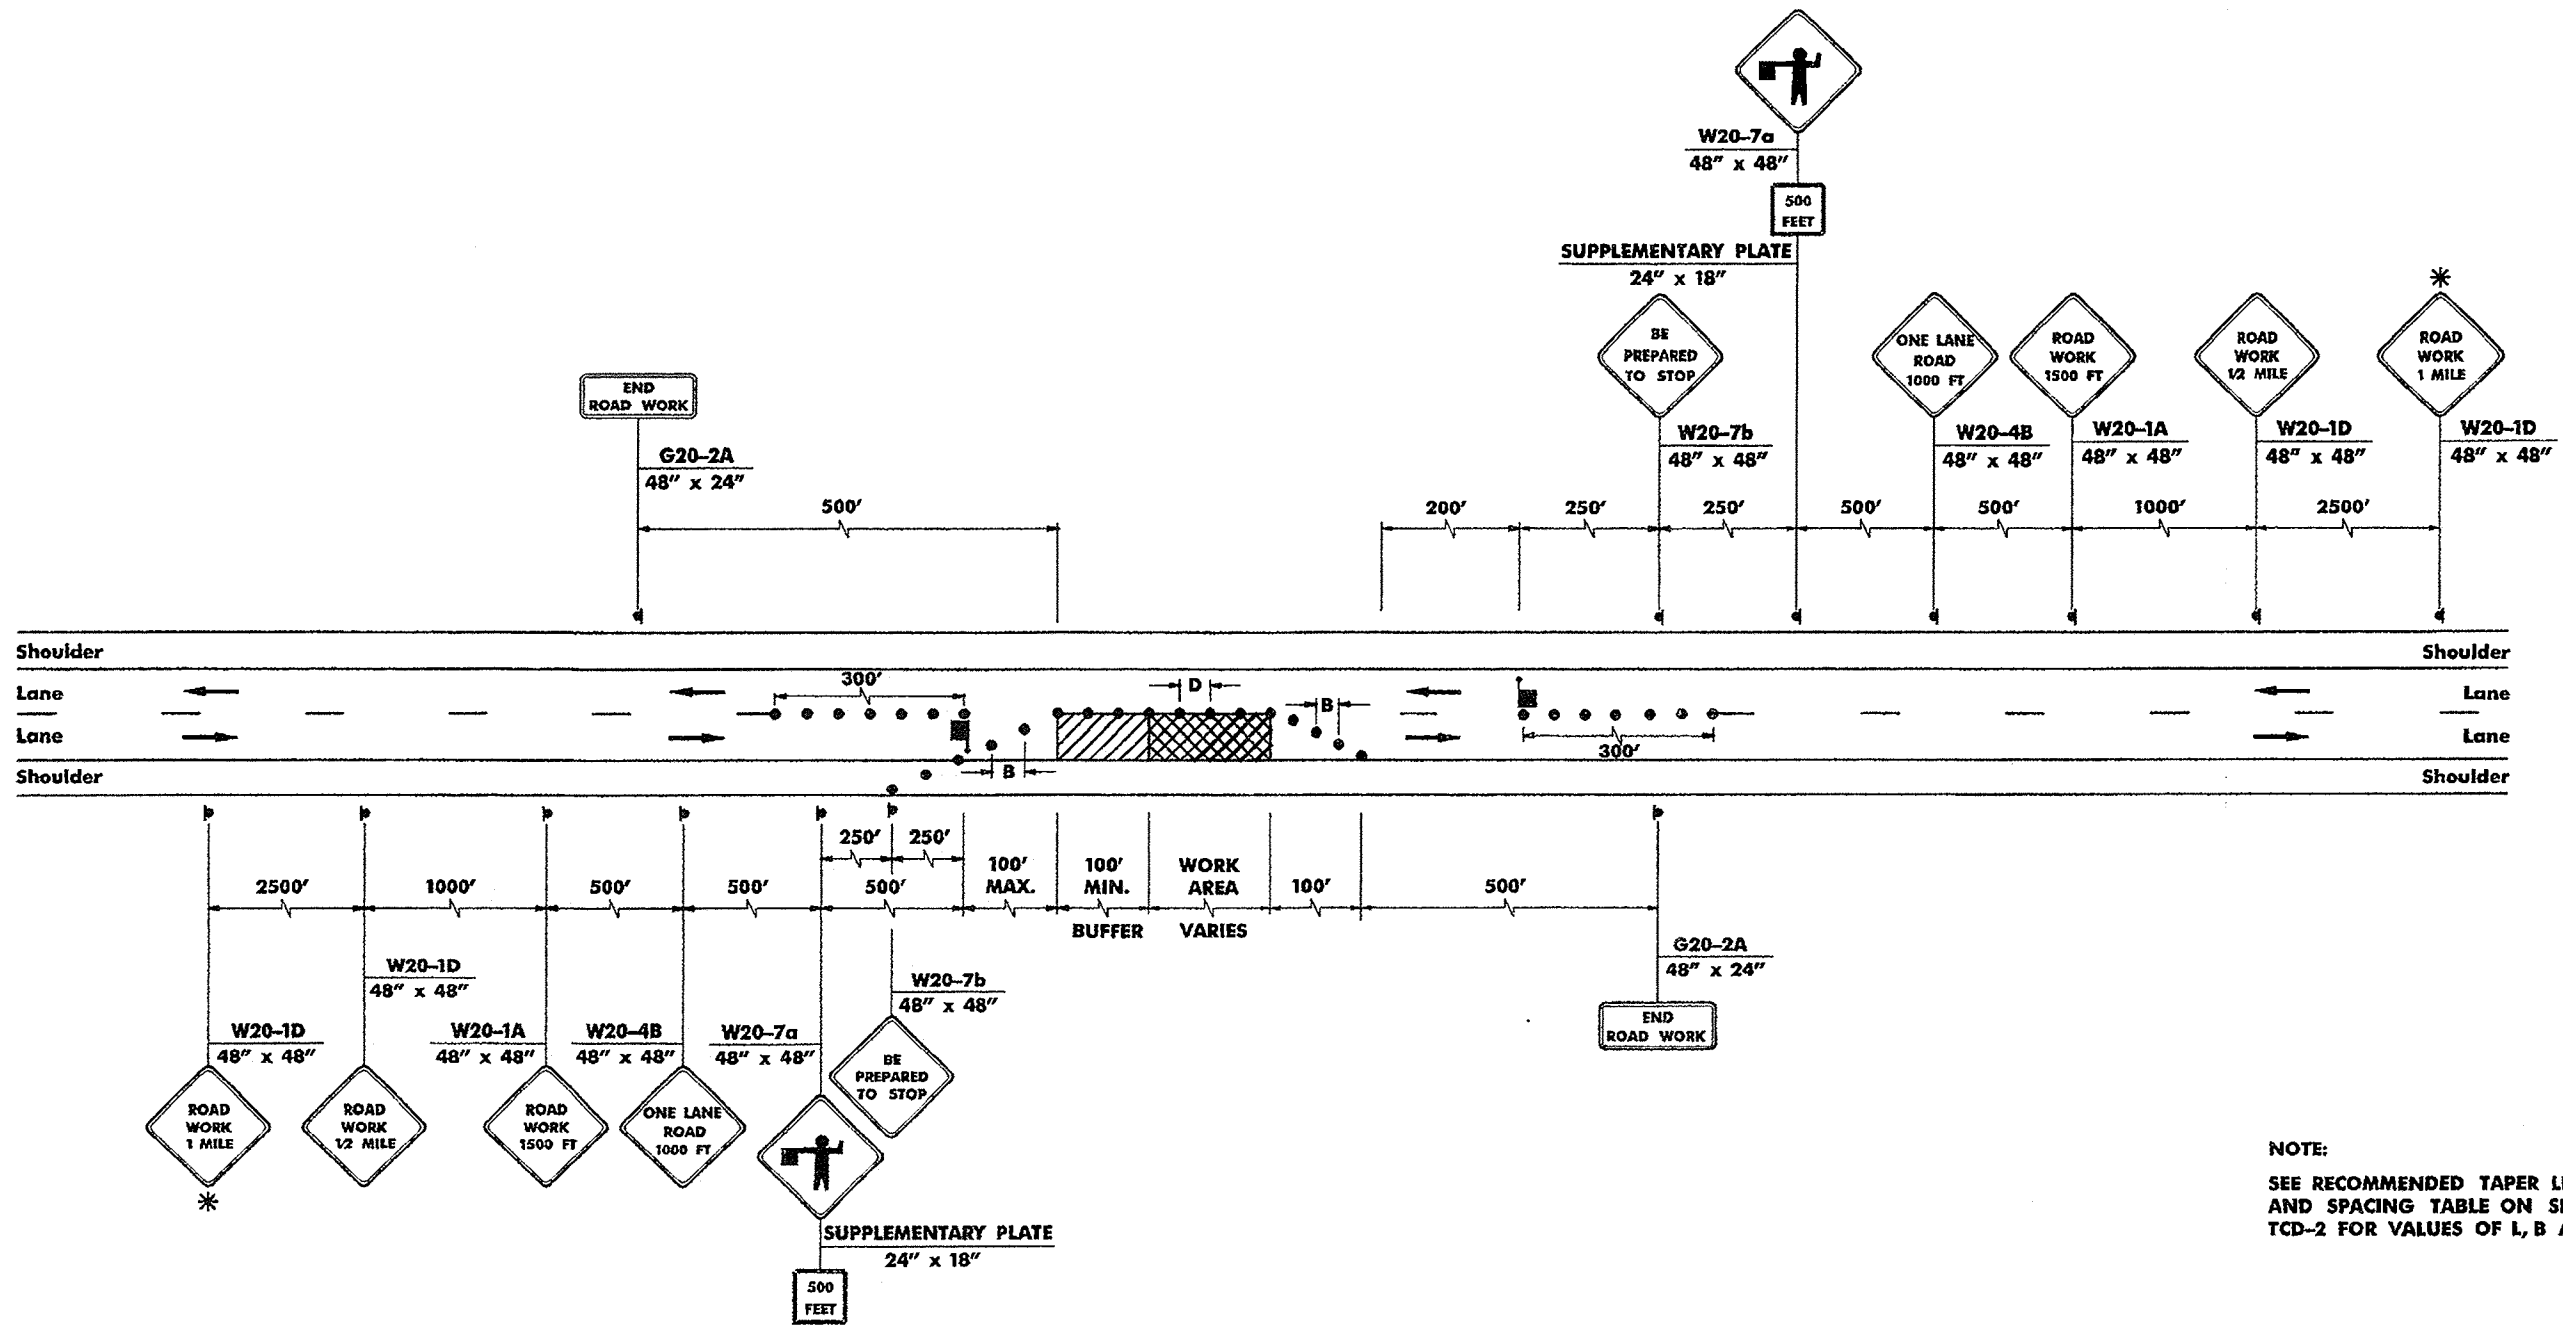 W20-7a
48" x 48"
500
FEET
SUPPLEMENTARY PLATE
24" x 18"
BE
PREPARED
TO STOP
W20-7b
48" x 48"
ONE LANE
ROAD
1000 FT
W20-4B
48" x 48"
ROAD
WORK
1500 FT
W20-1A
48" x 48"
ROAD
WORK
1/2 MILE
W20-1D
48" x 48"
*
ROAD
WORK
1 MILE
W20-1D
48" x 48"
END
ROAD WORK
G20-2A
48" x 24"
500'
200'
250'
250'
500'
500'
1000'
2500'
Shoulder
Shoulder
Lane
300'
D
B
Lane
Lane
B
300'
Lane
Shoulder
Shoulder
250'
250'
2500'
1000'
500'
500'
500'
100'
MAX.
100'
MIN.
BUFFER
WORK
AREA
VARIES
100'
500'
W20-1D
48" x 48"
ROAD
WORK
1 MILE
*
W20-1D
48" x 48"
ROAD
WORK
1/2 MILE
W20-1A
48" x 48"
ROAD
WORK
1500 FT
W20-4B
48" x 48"
ONE LANE
ROAD
1000 FT
W20-7a
48" x 48"
SUPPLEMENTARY PLATE
24" x 18"
500
FEET
W20-7b
48" x 48"
BE
PREPARED
TO STOP
G20-2A
48" x 24"
END
ROAD WORK
NOTE:
SEE RECOMMENDED TAPER
AND SPACING TABLE ON
TCD-2 FOR VALUES OF L, B